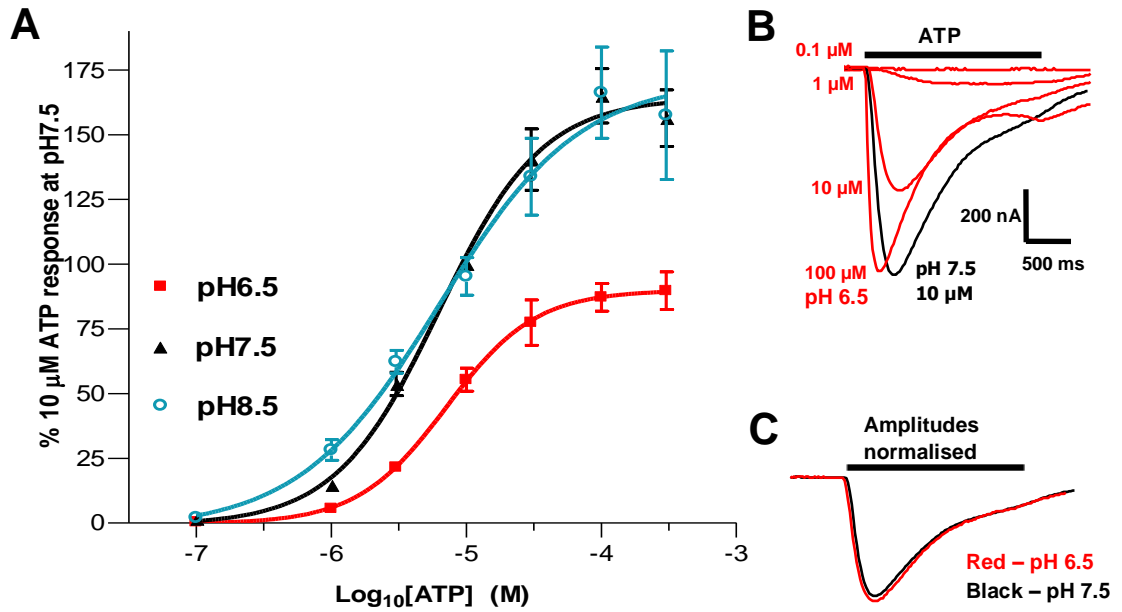 A
% 10 µM ATP response at pH7.5
175
150
125
100
75
50
25
0
pH6.5
pH7.5
pH8.5
-7
-6
-5
-4
-3
Log10[ATP] (M)
B
ATP
0.1 µM
1 µM
10 µM
100 µM
pH 6.5
pH 7.5
10 µM
200 nA
500 ms
C
Amplitudes
normalised
Red – pH 6.5
Black – pH 7.5